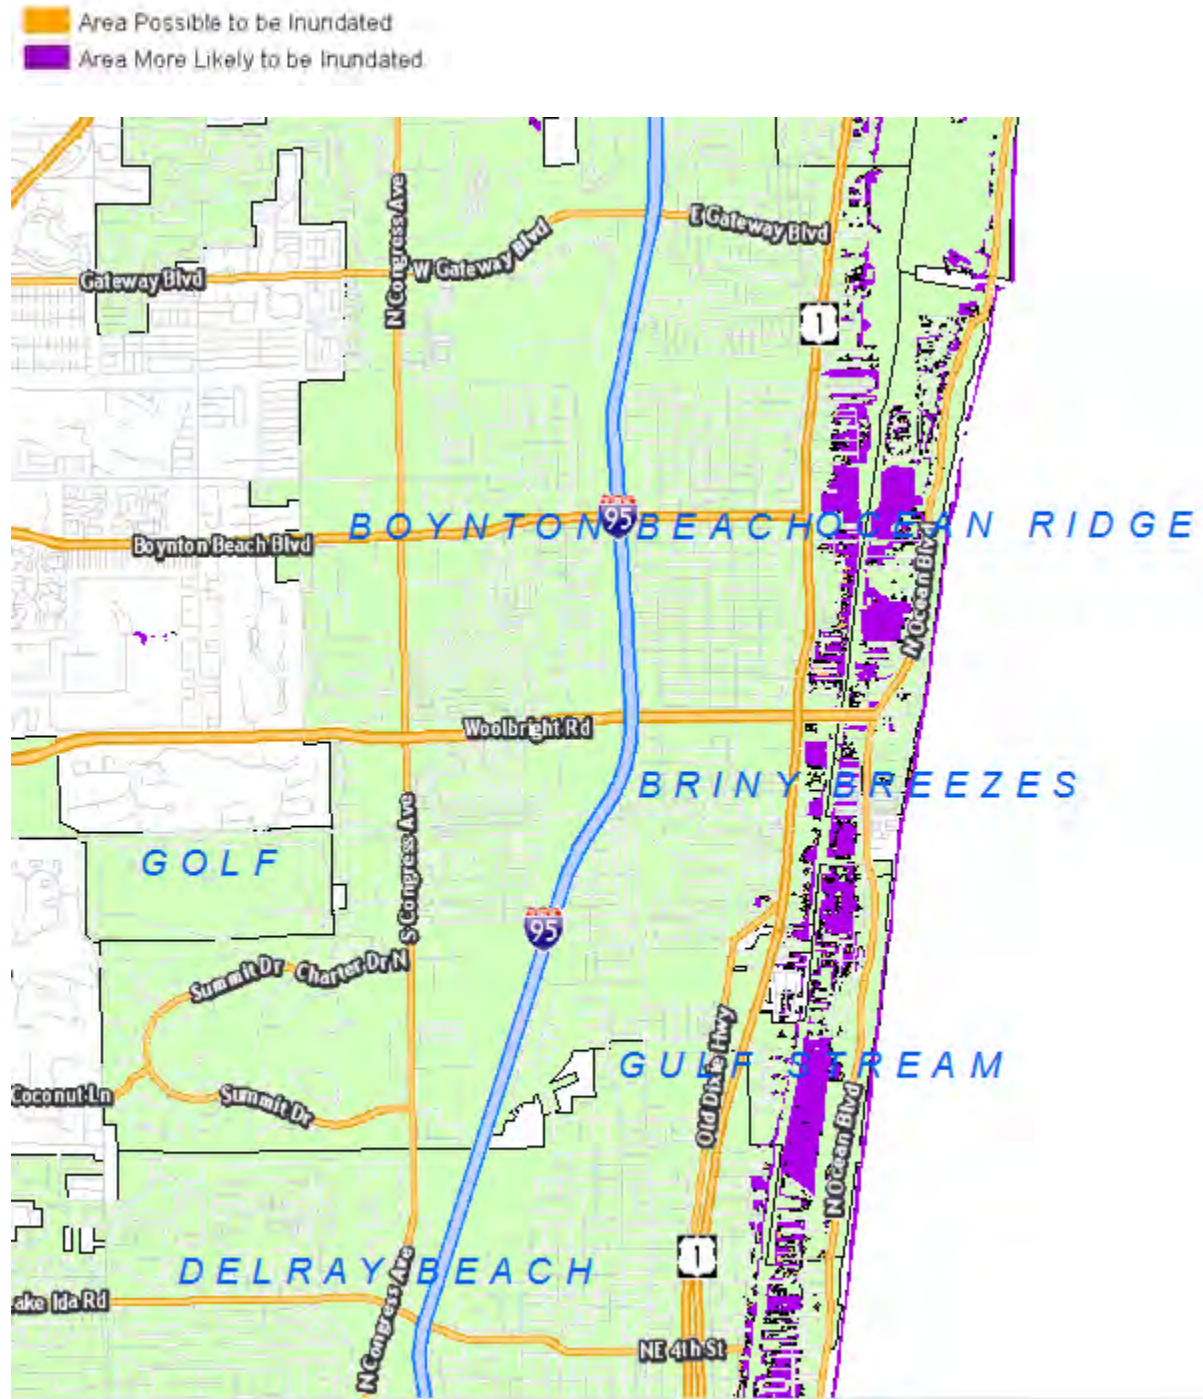 Area Possible to be Inundated
Area More Likely to be Inundated
N Congress Ave
E Gateway Blvd
W Gateway Blvd
Gateway Blvd
1
95
BOYNTON BEACH
OCEAN RIDGE
Boynton Beach Blvd
N Ocean Blvd
Woolbright Rd
BRINY BREEZES
GOLF
S Congress Ave
95
Summit Dr
Charter Dr N
Old Dixie Hwy
GULF STREAM
Coconut Ln
Summit Dr
N Ocean Blvd
1
DELRAY BEACH
N Congress Ave
ake Ida Rd
NE 4th St